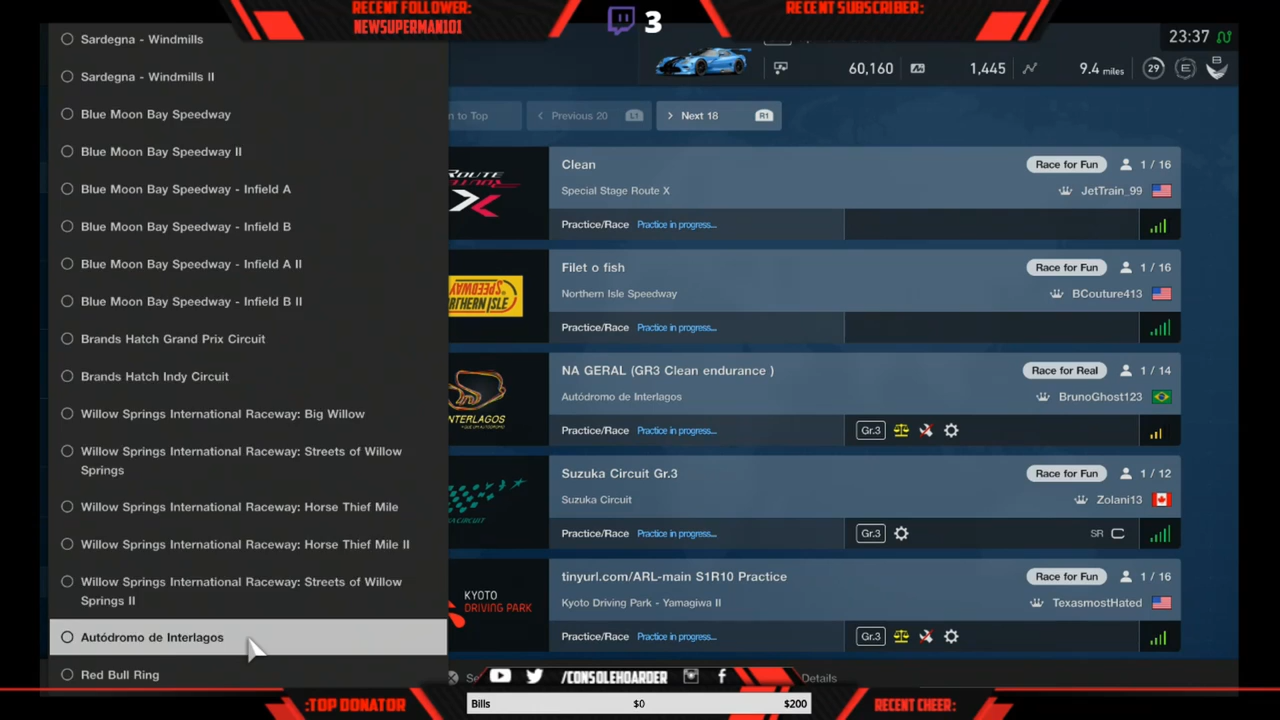 RECENT FOLLOWER:
NEWSUPERMAN101
3
RECENT SUBSCRIBER:
23:37
60,160
1,445
9.4 miles
29
E
B
Sardegna - Windmills
Sardegna - Windmills II
Blue Moon Bay Speedway
Blue Moon Bay Speedway II
Blue Moon Bay Speedway - Infield A
Blue Moon Bay Speedway - Infield B
Blue Moon Bay Speedway - Infield A II
Blue Moon Bay Speedway - Infield B II
Brands Hatch Grand Prix Circuit
Brands Hatch Indy Circuit
Willow Springs International Raceway: Big Willow
Willow Springs International Raceway: Streets of Willow
Springs
Willow Springs International Raceway: Horse Thief Mile
Willow Springs International Raceway: Horse Thief Mile II
Willow Springs International Raceway: Streets of Willow
Springs II
Autódromo de Interlagos
Red Bull Ring
to Top
< Previous 20 L1
> Next 18 R1
Clean
Race for Fun 1 / 16
Special Stage Route X
JetTrain_99
Practice/Race Practice in progress...
Filet o fish
Race for Fun 1 / 16
Northern Isle Speedway
BCouture413
Practice/Race Practice in progress...
NA GERAL (GR3 Clean endurance )
Race for Real 1 / 14
Autódromo de Interlagos
BrunoGhost123
Practice/Race Practice in progress...
Gr.3
Suzuka Circuit Gr.3
Race for Fun 1 / 12
Suzuka Circuit
Zolani13
Practice/Race Practice in progress...
Gr.3
SR C
KYOTO
DRIVING PARK
tinyurl.com/ARL-main S1R10 Practice
Race for Fun 1 / 16
Kyoto Driving Park - Yamagiwa II
TexasmostHated
Practice/Race Practice in progress...
Gr.3
/CONSOLEHOARDER
Details
:TOP DONATOR
Bills $0 $200
RECENT CHEER: